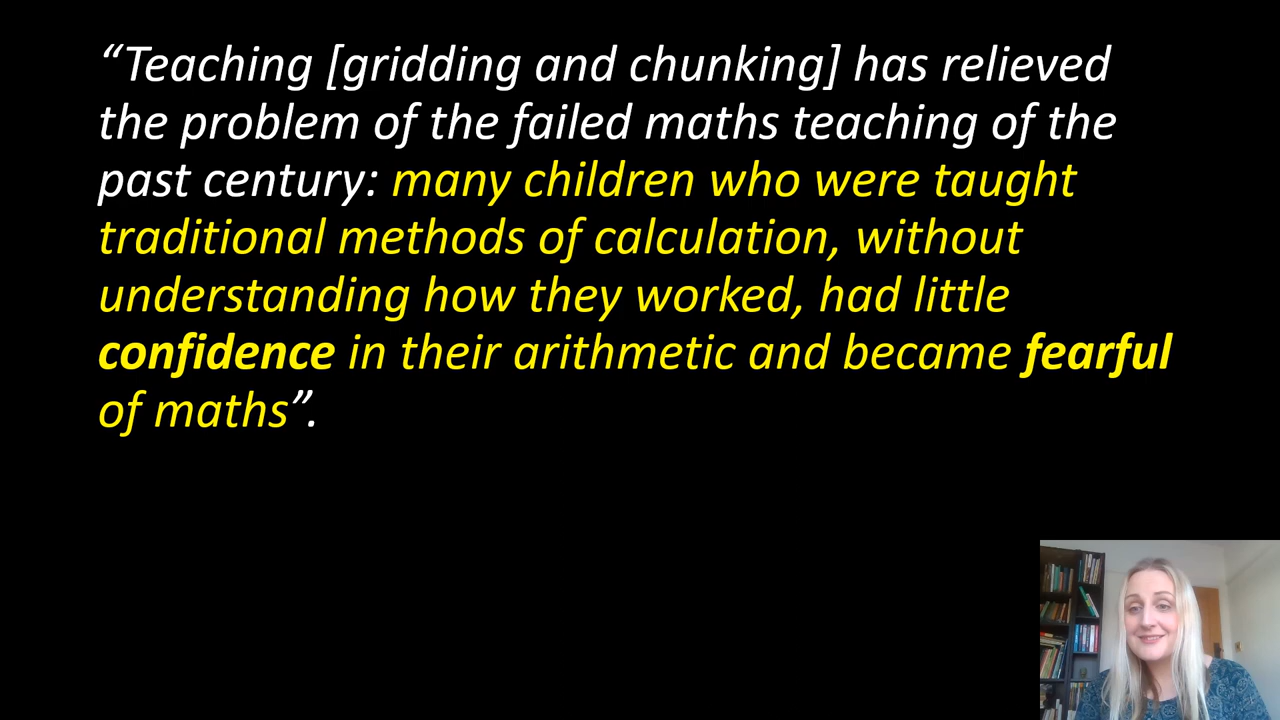 “Teaching [gridding and chunking] has relieved
the problem of the failed maths teaching of the
past century: many children who were taught
traditional methods of calculation, without
understanding how they worked, had little
confidence in their arithmetic and became fearful
of maths”.